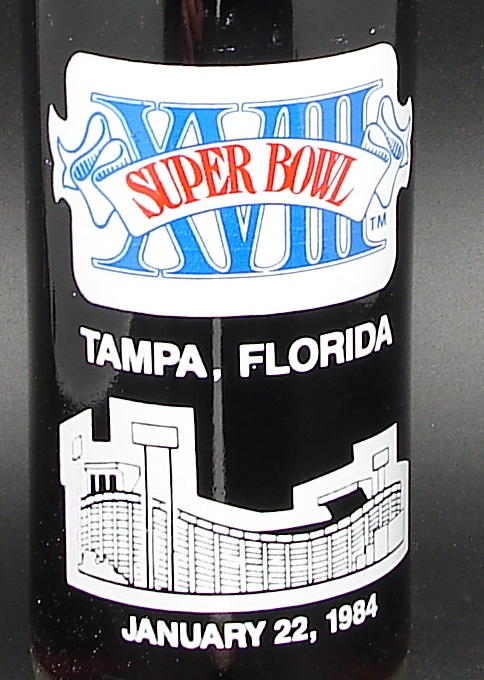 XVIII
SUPER BOWL
TM
TAMPA, FLORIDA
JANUARY 22, 1984